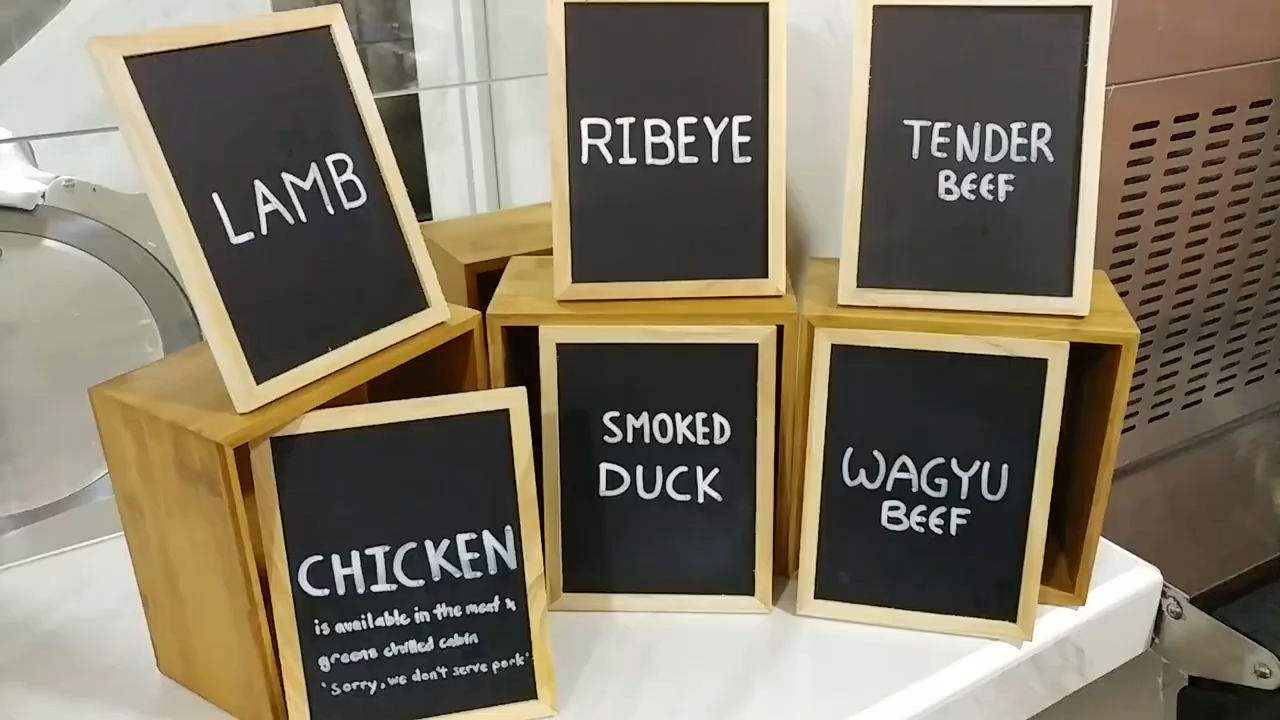 LAMB
RIBEYE
TENDER
BEEF
CHICKEN
is available in the meat &
greens chilled cabin
"Sorry, we don't serve pork"
SMOKED
DUCK
WAGYU
BEEF